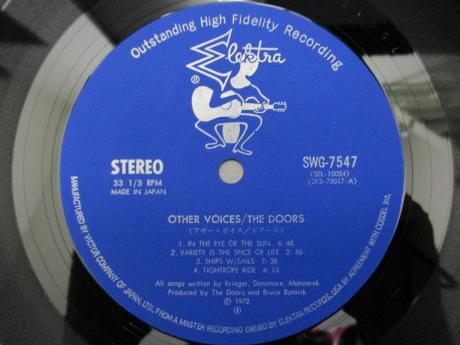 Outstanding High Fidelity Recording
Elektra
®
STEREO
33 1/3 RPM
MADE IN JAPAN
SWG-7547
(SEL-10024)
(EKS-75017-A)
OTHER VOICES/THE DOORS
(アザー・ボイス/ドアーズ)
1. IN THE EYE OF THE SUN 4:48
2. VARIETY IS THE SPICE OF LIFE 2:50
3. SHIPS W/SAILS 7:38
4. TIGHTROPE RIDE 4:15
All songs written by Krieger, Densmore, Manzarek
Produced by The Doors and Bruce Botnick
Ⓟ 1972
MANUFACTURED BY VICTOR COMPANY OF JAPAN, LTD. FROM A MASTER RECORDING OWNED BY ELEKTRA RECORDS, USA BY AGREEMENT WITH COSDEL Inc.